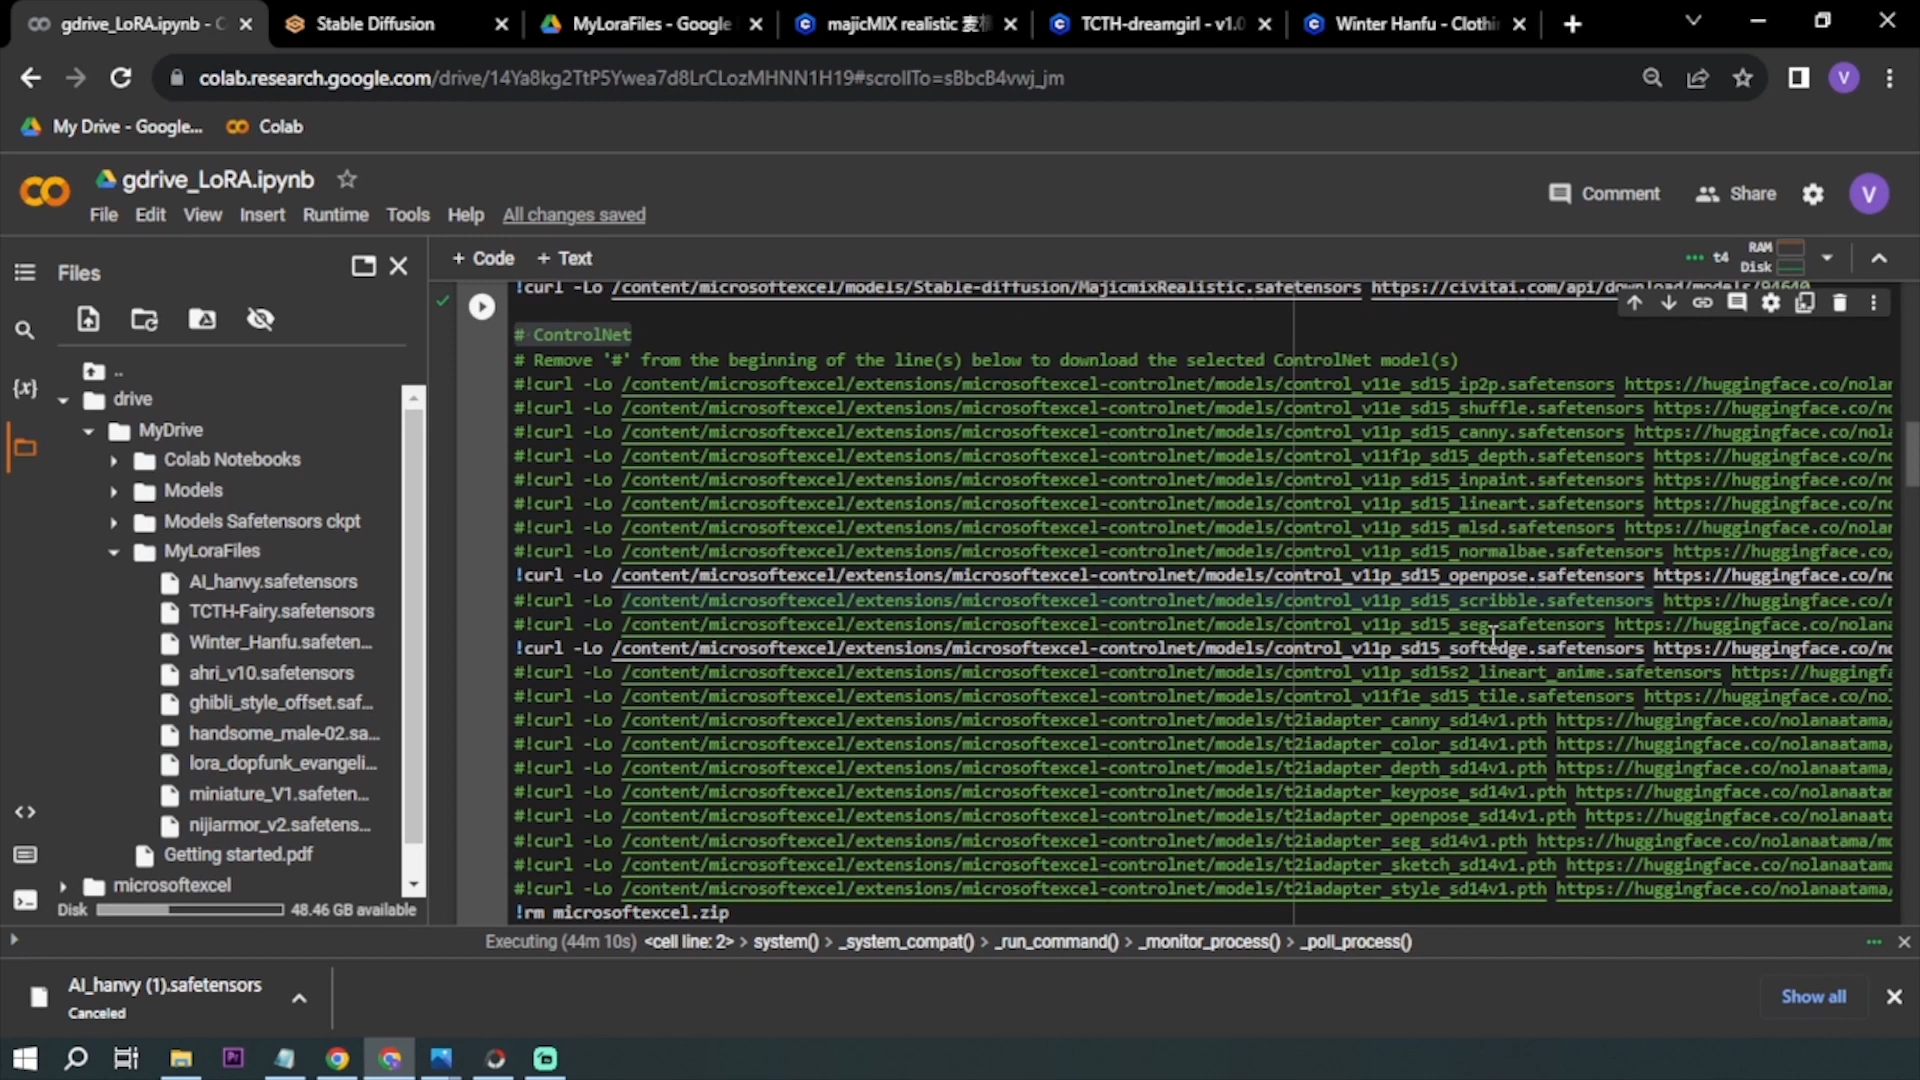 gdrive_LoRA.ipynb - C
Stable Diffusion
MyLoraFiles - Google
majicMIX realistic 麦
TCTH-dreamgirl - v1.0
Winter Hanfu - Clothi
colab.research.google.com/drive/14Ya8kg2TtP5Ywea7d8LrCLozMHNN1H19#scrollTo=sBbcB4vwj_jm
V
My Drive - Google...
Colab
gdrive_LoRA.ipynb
Comment
Share
V
File Edit View Insert Runtime Tools Help All changes saved
Files
+ Code + Text
t4
RAM
Disk
!curl -Lo /content/microsoftexcel/models/Stable-diffusion/MajicmixRealistic.safetensors https://civitai.com/api/download/models/94640
# ControlNet
# Remove '#' from the beginning of the line(s) below to download the selected ControlNet model(s)
#!curl -Lo /content/microsoftexcel/extensions/microsoftexcel-controlnet/models/control_v11e_sd15_ip2p.safetensors https://huggingface.co/nolan
#!curl -Lo /content/microsoftexcel/extensions/microsoftexcel-controlnet/models/control_v11e_sd15_shuffle.safetensors https://huggingface.co/no
#!curl -Lo /content/microsoftexcel/extensions/microsoftexcel-controlnet/models/control_v11p_sd15_canny.safetensors https://huggingface.co/nola
#!curl -Lo /content/microsoftexcel/extensions/microsoftexcel-controlnet/models/control_v11f1p_sd15_depth.safetensors https://huggingface.co/no
#!curl -Lo /content/microsoftexcel/extensions/microsoftexcel-controlnet/models/control_v11p_sd15_inpaint.safetensors https://huggingface.co/no
#!curl -Lo /content/microsoftexcel/extensions/microsoftexcel-controlnet/models/control_v11p_sd15_lineart.safetensors https://huggingface.co/no
#!curl -Lo /content/microsoftexcel/extensions/microsoftexcel-controlnet/models/control_v11p_sd15_mlsd.safetensors https://huggingface.co/nolan
#!curl -Lo /content/microsoftexcel/extensions/microsoftexcel-controlnet/models/control_v11p_sd15_normalbae.safetensors https://huggingface.co/
!curl -Lo /content/microsoftexcel/extensions/microsoftexcel-controlnet/models/control_v11p_sd15_openpose.safetensors https://huggingface.co/no
#!curl -Lo /content/microsoftexcel/extensions/microsoftexcel-controlnet/models/control_v11p_sd15_scribble.safetensors https://huggingface.co/n
#!curl -Lo /content/microsoftexcel/extensions/microsoftexcel-controlnet/models/control_v11p_sd15_seg.safetensors https://huggingface.co/nolana
!curl -Lo /content/microsoftexcel/extensions/microsoftexcel-controlnet/models/control_v11p_sd15_softedge.safetensors https://huggingface.co/no
#!curl -Lo /content/microsoftexcel/extensions/microsoftexcel-controlnet/models/control_v11p_sd15s2_lineart_anime.safetensors https://huggingfa
#!curl -Lo /content/microsoftexcel/extensions/microsoftexcel-controlnet/models/control_v11f1e_sd15_tile.safetensors https://huggingface.co/nol
#!curl -Lo /content/microsoftexcel/extensions/microsoftexcel-controlnet/models/t2iadapter_canny_sd14v1.pth https://huggingface.co/nolanaatama/
#!curl -Lo /content/microsoftexcel/extensions/microsoftexcel-controlnet/models/t2iadapter_color_sd14v1.pth https://huggingface.co/nolanaatama/
#!curl -Lo /content/microsoftexcel/extensions/microsoftexcel-controlnet/models/t2iadapter_depth_sd14v1.pth https://huggingface.co/nolanaatama/
#!curl -Lo /content/microsoftexcel/extensions/microsoftexcel-controlnet/models/t2iadapter_keypose_sd14v1.pth https://huggingface.co/nolanaatam
#!curl -Lo /content/microsoftexcel/extensions/microsoftexcel-controlnet/models/t2iadapter_openpose_sd14v1.pth https://huggingface.co/nolanaata
#!curl -Lo /content/microsoftexcel/extensions/microsoftexcel-controlnet/models/t2iadapter_seg_sd14v1.pth https://huggingface.co/nolanaatama/mo
#!curl -Lo /content/microsoftexcel/extensions/microsoftexcel-controlnet/models/t2iadapter_sketch_sd14v1.pth https://huggingface.co/nolanaatama
#!curl -Lo /content/microsoftexcel/extensions/microsoftexcel-controlnet/models/t2iadapter_style_sd14v1.pth https://huggingface.co/nolanaatama/
!rm microsoftexcel.zip
..
drive
MyDrive
Colab Notebooks
Models
Models Safetensors ckpt
MyLoraFiles
AI_hanvy.safetensors
TCTH-Fairy.safetensors
Winter_Hanfu.safeten...
ahri_v10.safetensors
ghibli_style_offset.saf...
handsome_male-02.sa...
lora_dopfunk_evangeli...
miniature_V1.safeten...
nijiarmor_v2.safetens...
Getting started.pdf
microsoftexcel
Disk 48.46 GB available
Executing (44m 10s) <cell line: 2> > system() > _system_compat() > _run_command() > _monitor_process() > _poll_process()
AI_hanvy (1).safetensors
Canceled
Show all